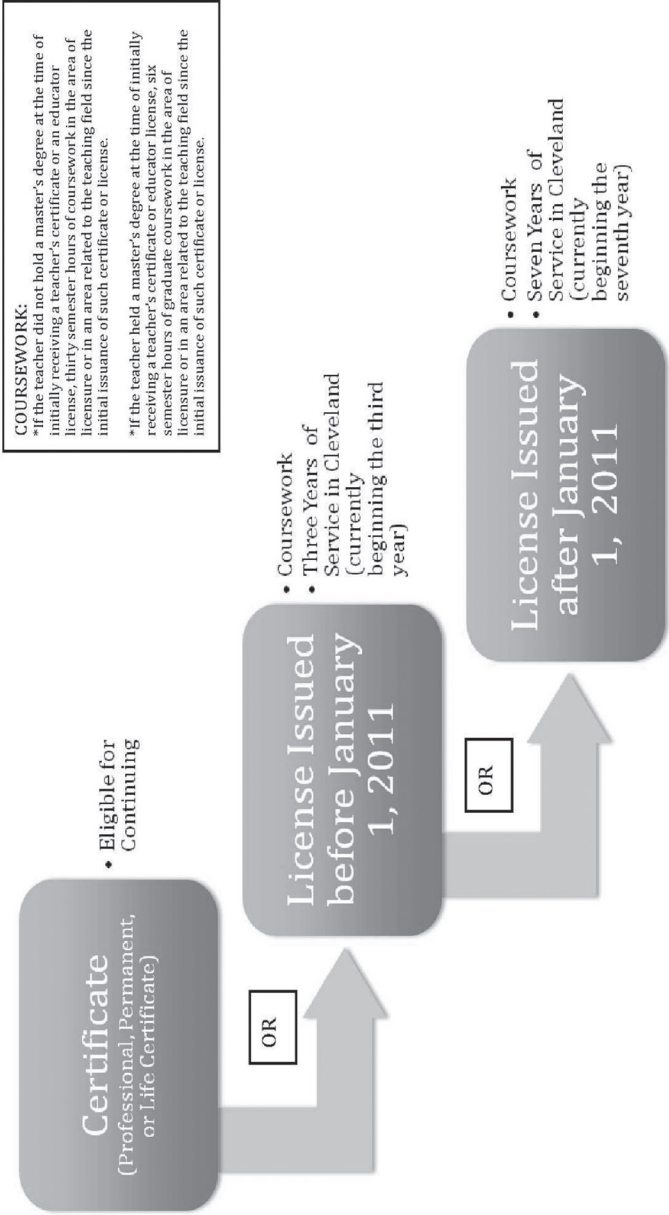 COURSEWORK:
*If the teacher did not hold a master's degree at the time of
initially receiving a teacher's certificate or an educator
license, thirty semester hours of coursework in the area of
licensure or in an area related to the teaching field since the
initial issuance of such certificate or license.
*If the teacher held a master's degree at the time of initially
receiving a teacher's certificate or educator license, six
semester hours of graduate coursework in the area of
licensure or in an area related to the teaching field since the
initial issuance of such certificate or license.
Certificate
(Professional, Permanent,
or Life Certificate)
• Eligible for
Continuing
OR
License Issued
before January
1, 2011
• Coursework
• Three Years of
Service in Cleveland
(currently
beginning the third
year)
OR
License Issued
after January
1, 2011
• Coursework
• Seven Years of
Service in Cleveland
(currently
beginning the
seventh year)